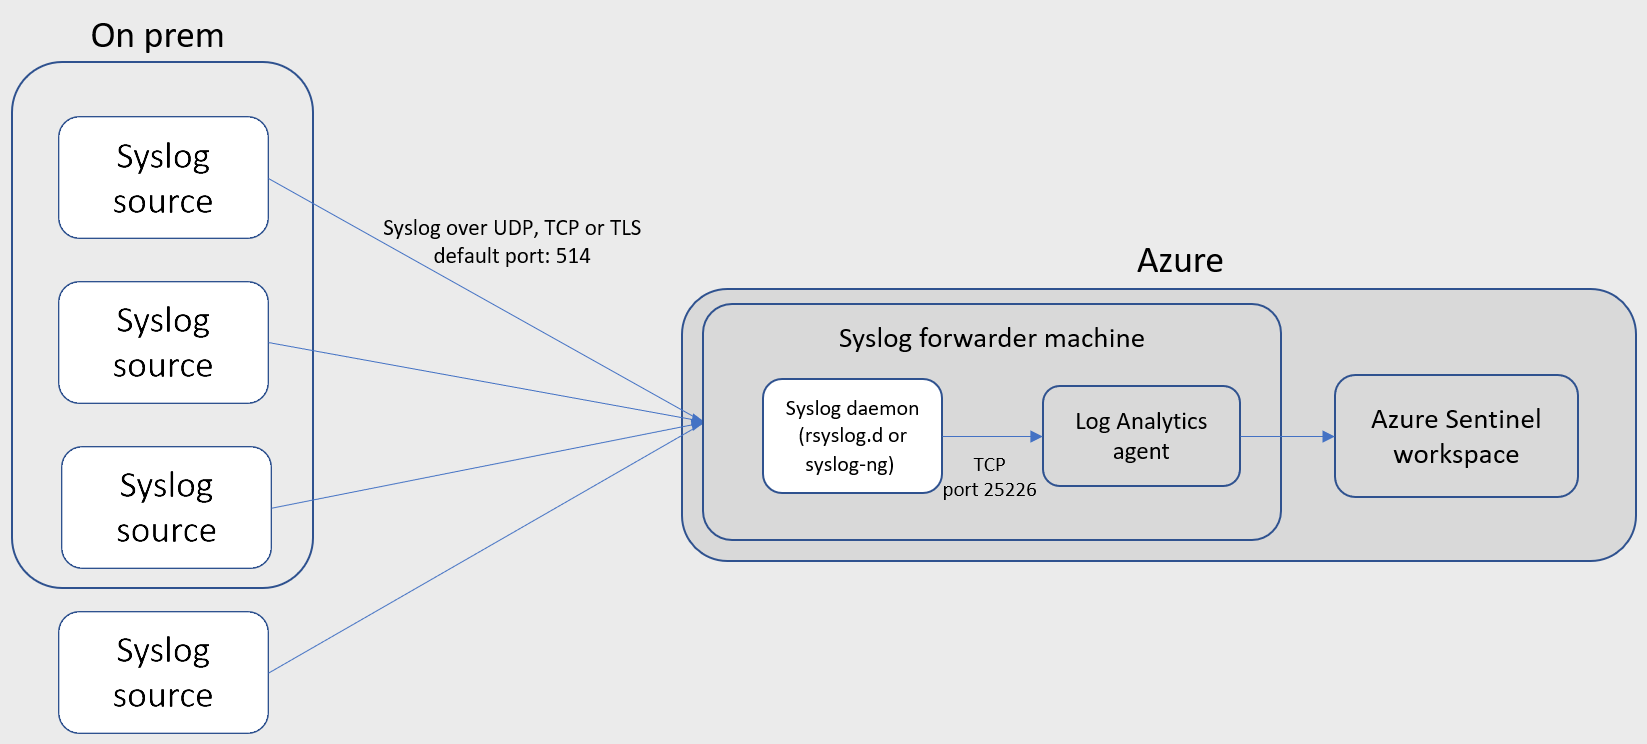 On prem
Syslog
source
Syslog
source
Syslog
source
Syslog
source
Syslog over UDP, TCP or TLS
default port: 514
Azure
Syslog forwarder machine
Syslog daemon
(rsyslog.d or
syslog-ng)
TCP
port 25226
Log Analytics
agent
Azure Sentinel
workspace